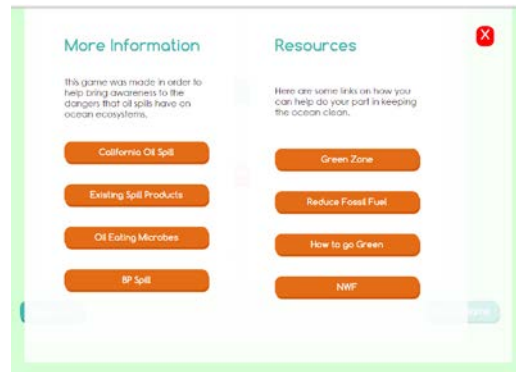 More Information
this game was made in order to
help bring awareness to the
dangers that oil spills have on
ocean ecosystems.
California Oil Spill
Existing Spill Products
Oil Eating Microbes
BP Spill
Resources
X
Here are some links on how you
can help do your part in keeping
the ocean clean.
Green Zone
Reduce Fossil Fuel
How to go Green
NWF